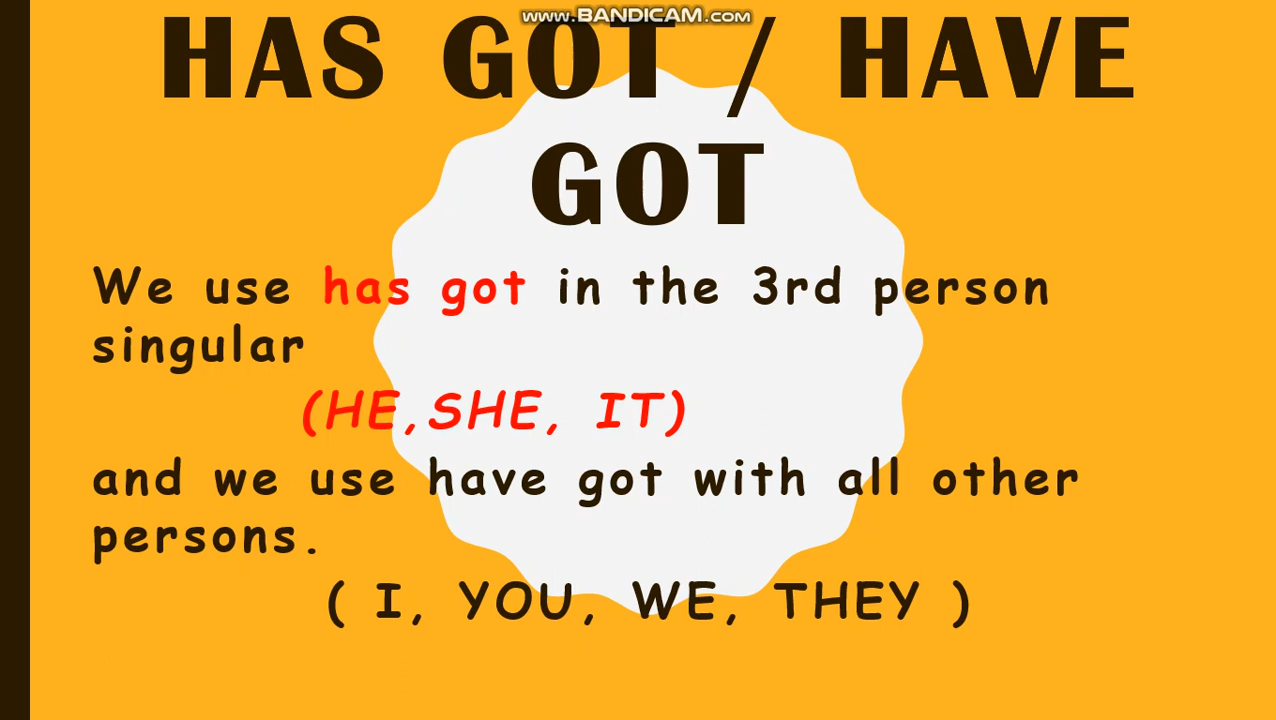 www.BANDICAM.com
HAS GOT / HAVE
GOT
We use has got in the 3rd person
singular
(HE,SHE, IT)
and we use have got with all other
persons.
( I, YOU, WE, THEY )